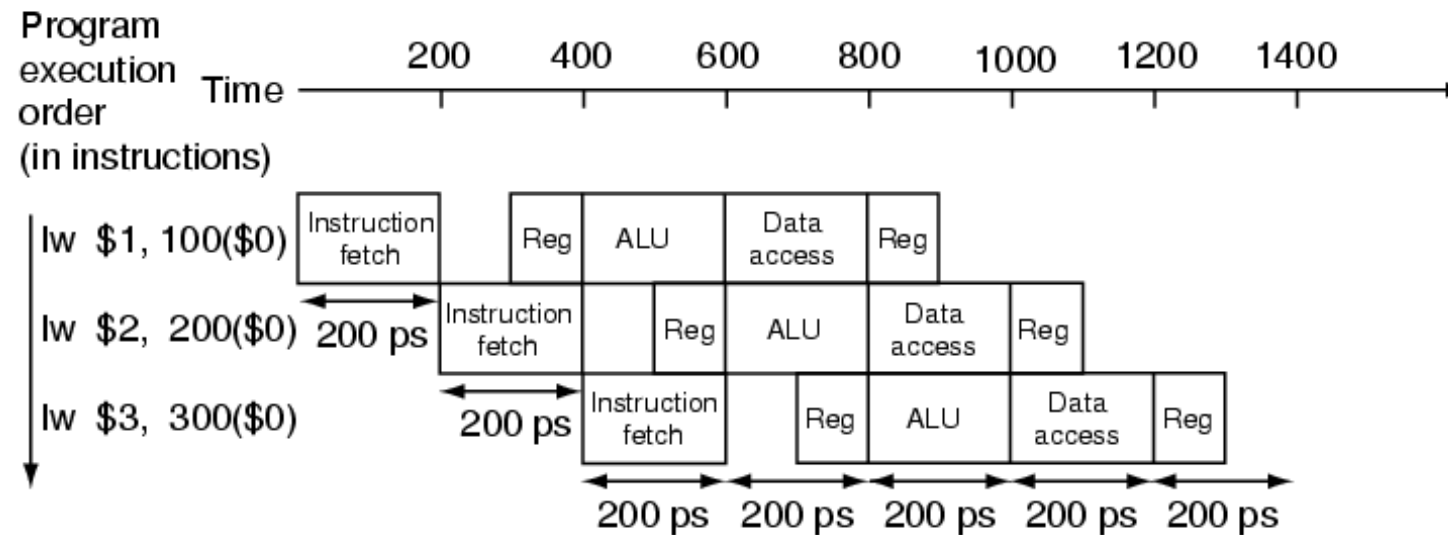 Program
execution
order
(in instructions)
Time
200 400 600 800 1000 1200 1400
lw $1, 100($0)
Instruction
fetch
Reg
ALU
Data
access
Reg
lw $2, 200($0)
200 ps
Instruction
fetch
Reg
ALU
Data
access
Reg
lw $3, 300($0)
200 ps
Instruction
fetch
Reg
ALU
Data
access
Reg
200 ps 200 ps 200 ps 200 ps 200 ps